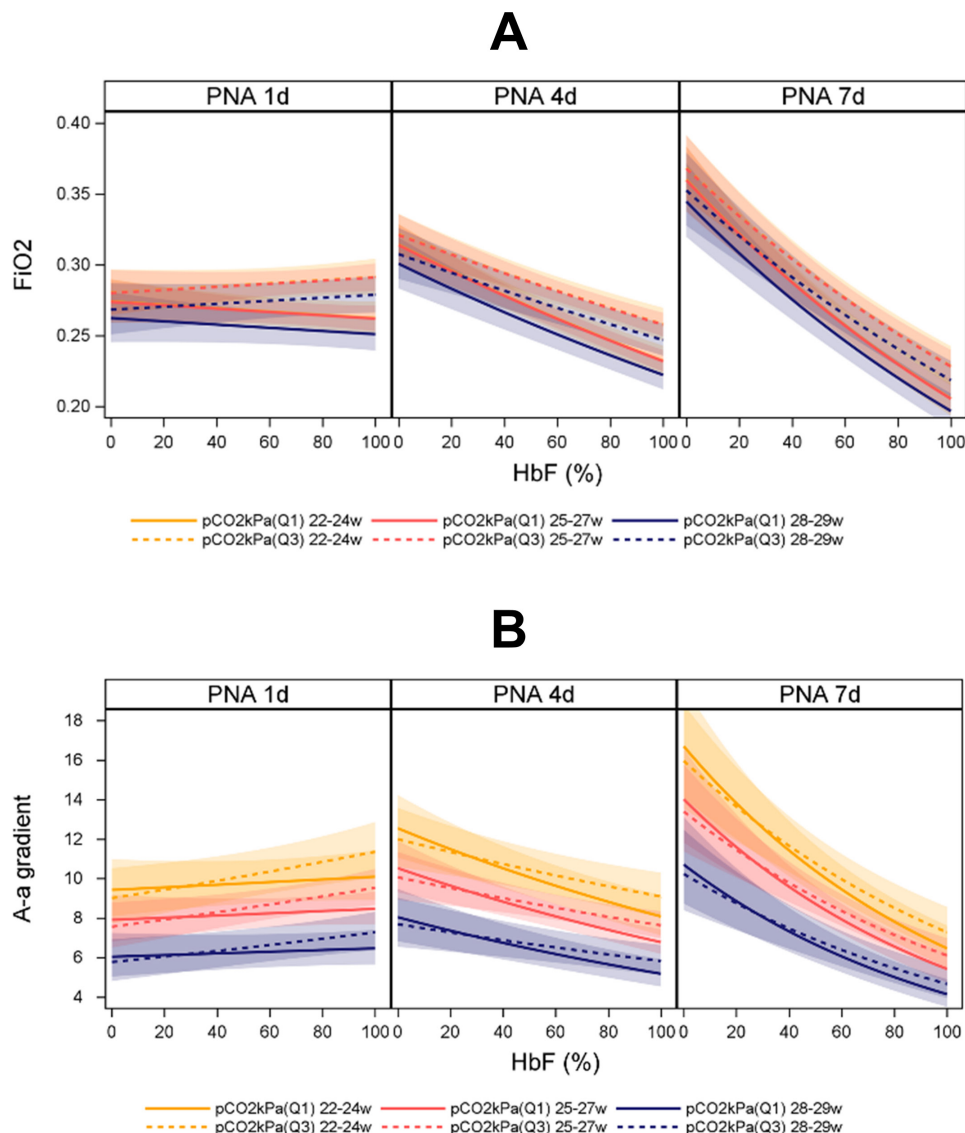 A
PNA 1d PNA 4d PNA 7d
0.40
0.35
0.30
0.25
0.20
FiO2
0 20 40 60 80 100 0 20 40 60 80 100 0 20 40 60 80 100
HbF (%)
pCO2kPa(Q1) 22-24w pCO2kPa(Q1) 25-27w pCO2kPa(Q1) 28-29w
pCO2kPa(Q3) 22-24w pCO2kPa(Q3) 25-27w pCO2kPa(Q3) 28-29w
B
PNA 1d PNA 4d PNA 7d
18
16
14
12
10
8
6
4
A-a gradient
0 20 40 60 80 100 0 20 40 60 80 100 0 20 40 60 80 100
HbF (%)
pCO2kPa(Q1) 22-24w pCO2kPa(Q1) 25-27w pCO2kPa(Q1) 28-29w
pCO2kPa(Q3) 22-24w pCO2kPa(Q3) 25-27w pCO2kPa(Q3) 28-29w